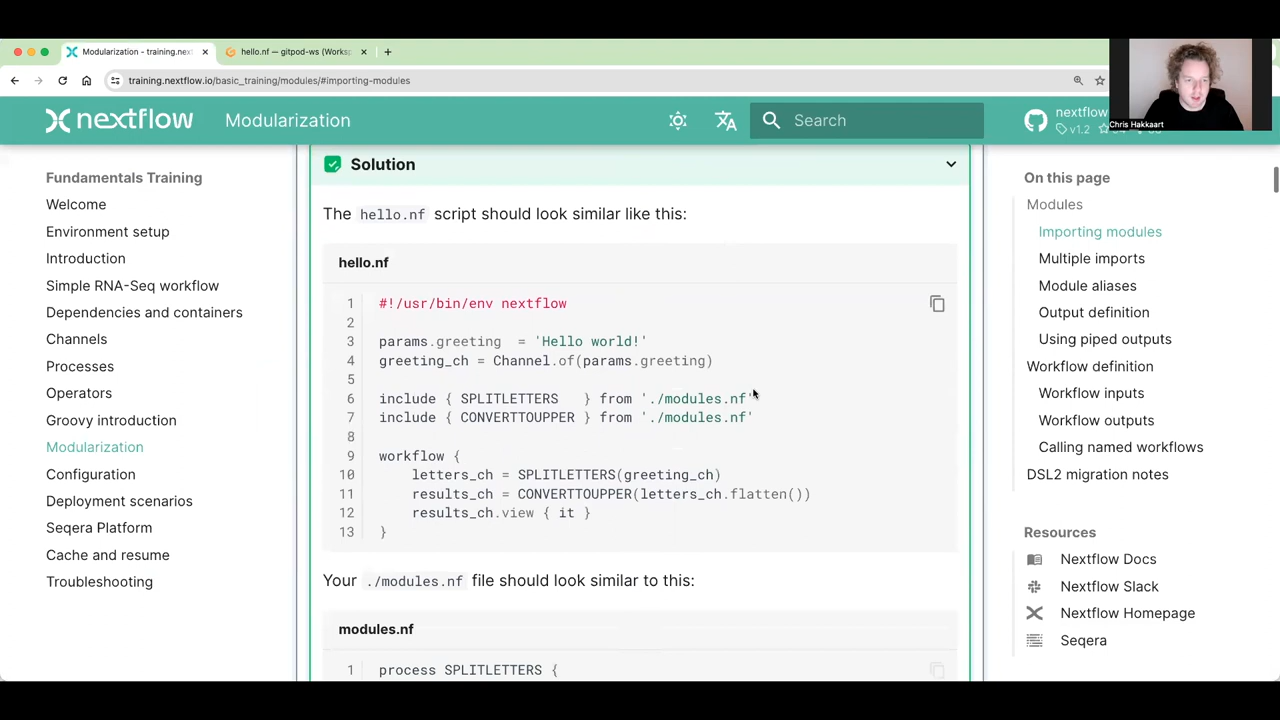 Modularization - training.nex
hello.nf — gitpod-ws (Works
training.nextflow.io/basic_training/modules/#importing-modules
Chris Hakkaart
nextflow
Modularization
Search
nextflow
v1.2
Fundamentals Training
Welcome
Environment setup
Introduction
Simple RNA-Seq workflow
Dependencies and containers
Channels
Processes
Operators
Groovy introduction
Modularization
Configuration
Deployment scenarios
Seqera Platform
Cache and resume
Troubleshooting
Solution
The hello.nf script should look similar like this:
hello.nf
1 #!/usr/bin/env nextflow
2
3 params.greeting  = 'Hello world!'
4 greeting_ch = Channel.of(params.greeting)
5
6 include { SPLITLETTERS   } from './modules.nf'
7 include { CONVERTTOUPPER } from './modules.nf'
8
9 workflow {
10     letters_ch = SPLITLETTERS(greeting_ch)
11     results_ch = CONVERTTOUPPER(letters_ch.flatten())
12     results_ch.view { it }
13 }
Your ./modules.nf file should look similar to this:
modules.nf
1 process SPLITLETTERS {
On this page
Modules
Importing modules
Multiple imports
Module aliases
Output definition
Using piped outputs
Workflow definition
Workflow inputs
Workflow outputs
Calling named workflows
DSL2 migration notes
Resources
Nextflow Docs
Nextflow Slack
Nextflow Homepage
Seqera